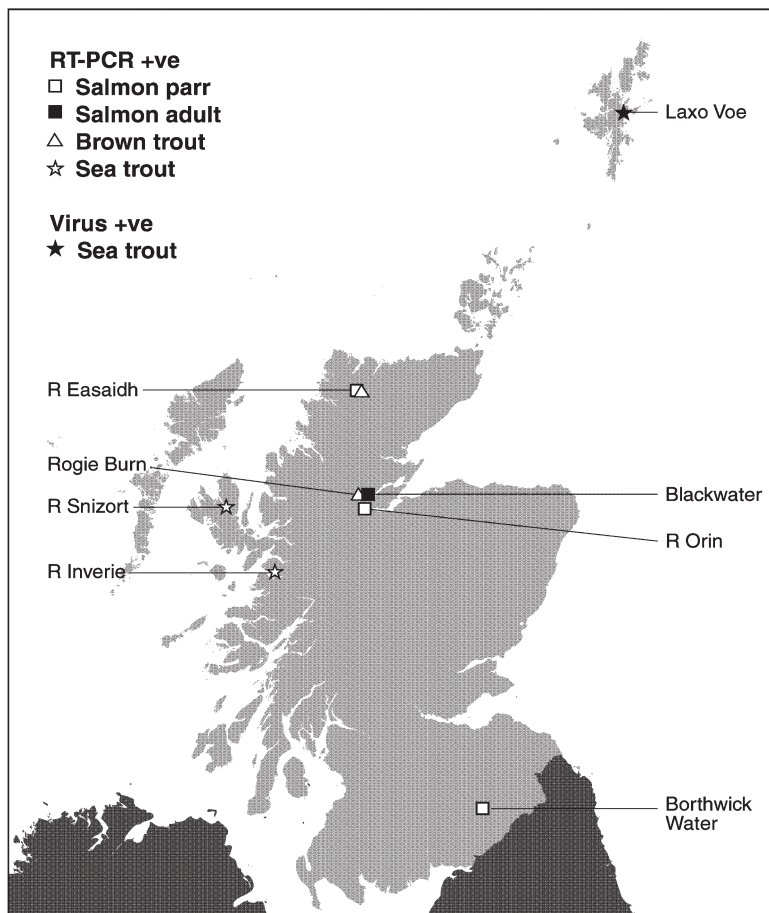 RT-PCR +ve
Salmon parr
Salmon adult
Brown trout
Sea trout
Virus +ve
Sea trout
Laxo Voe
R Easaidh
Rogie Burn
R Snizort
R Inverie
Blackwater
R Orin
Borthwick
Water